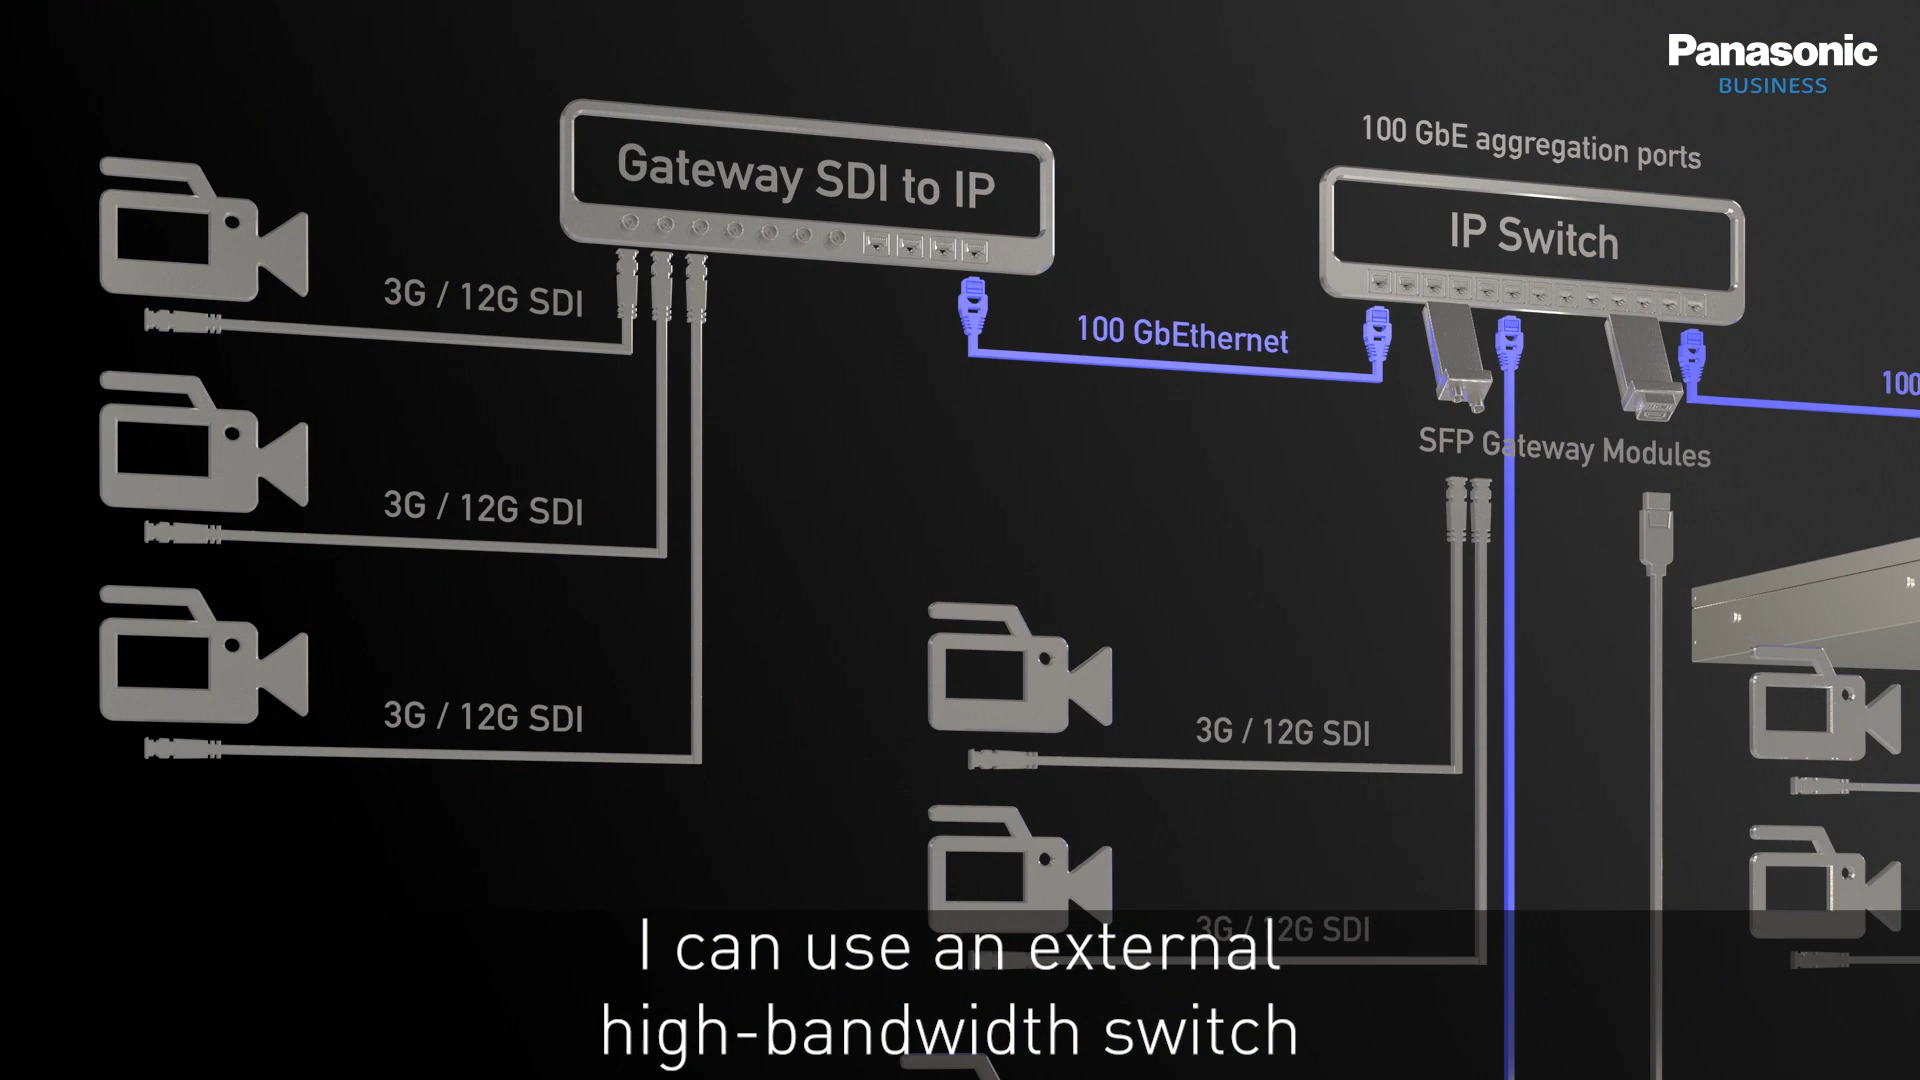 Panasonic
BUSINESS
100 GbE aggregation ports
Gateway SDI to IP
IP Switch
3G / 12G SDI
100 GbEthernet
100
SFP Gateway Modules
3G / 12G SDI
3G / 12G SDI
3G / 12G SDI
3G / 12G SDI
I can use an external
high-bandwidth switch